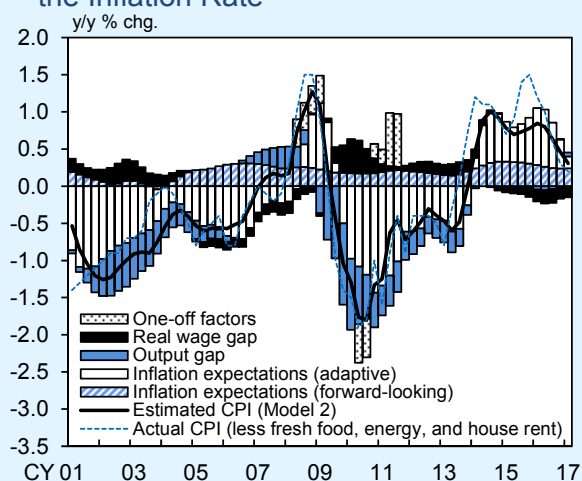 the Inflation Rate
y/y % chg.
2.0
1.5
1.0
0.5
0.0
-0.5
-1.0
-1.5
-2.0
-2.5
-3.0
-3.5
One-off factors
Real wage gap
Output gap
Inflation expectations (adaptive)
Inflation expectations (forward-looking)
Estimated CPI (Model 2)
Actual CPI (less fresh food, energy, and house rent)
CY 01 03 05 07 09 11 13 15 17